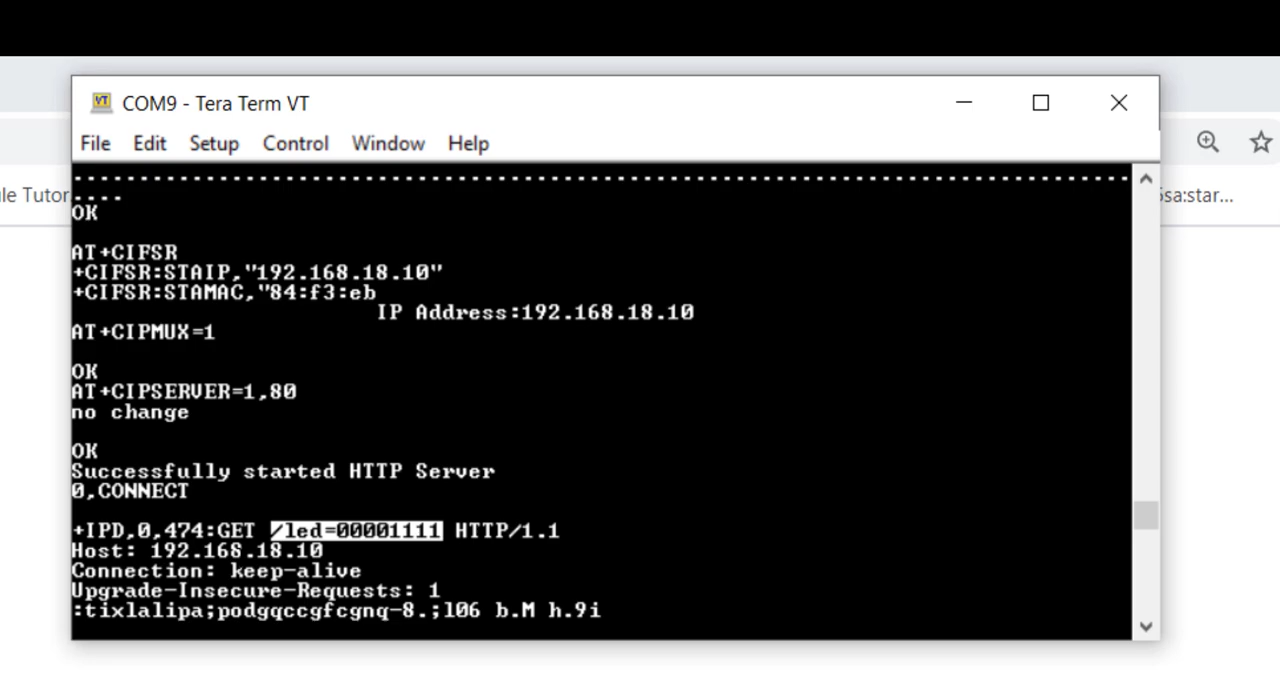 COM9 - Tera Term VT
File Edit Setup Control Window Help
le Tutor
sa:star...
....
OK
AT+CIFSR
+CIFSR:STAIP,"192.168.18.10"
+CIFSR:STAMAC,"84:f3:eb
IP Address:192.168.18.10
AT+CIPMUX=1
OK
AT+CIPSERVER=1,80
no change
OK
Successfully started HTTP Server
0,CONNECT
+IPD,0,474:GET /led=00001111 HTTP/1.1
Host: 192.168.18.10
Connection: keep-alive
Upgrade-Insecure-Requests: 1
:tixlalipa;podgqccgfcgnq-8.;l06 b.M h.9i